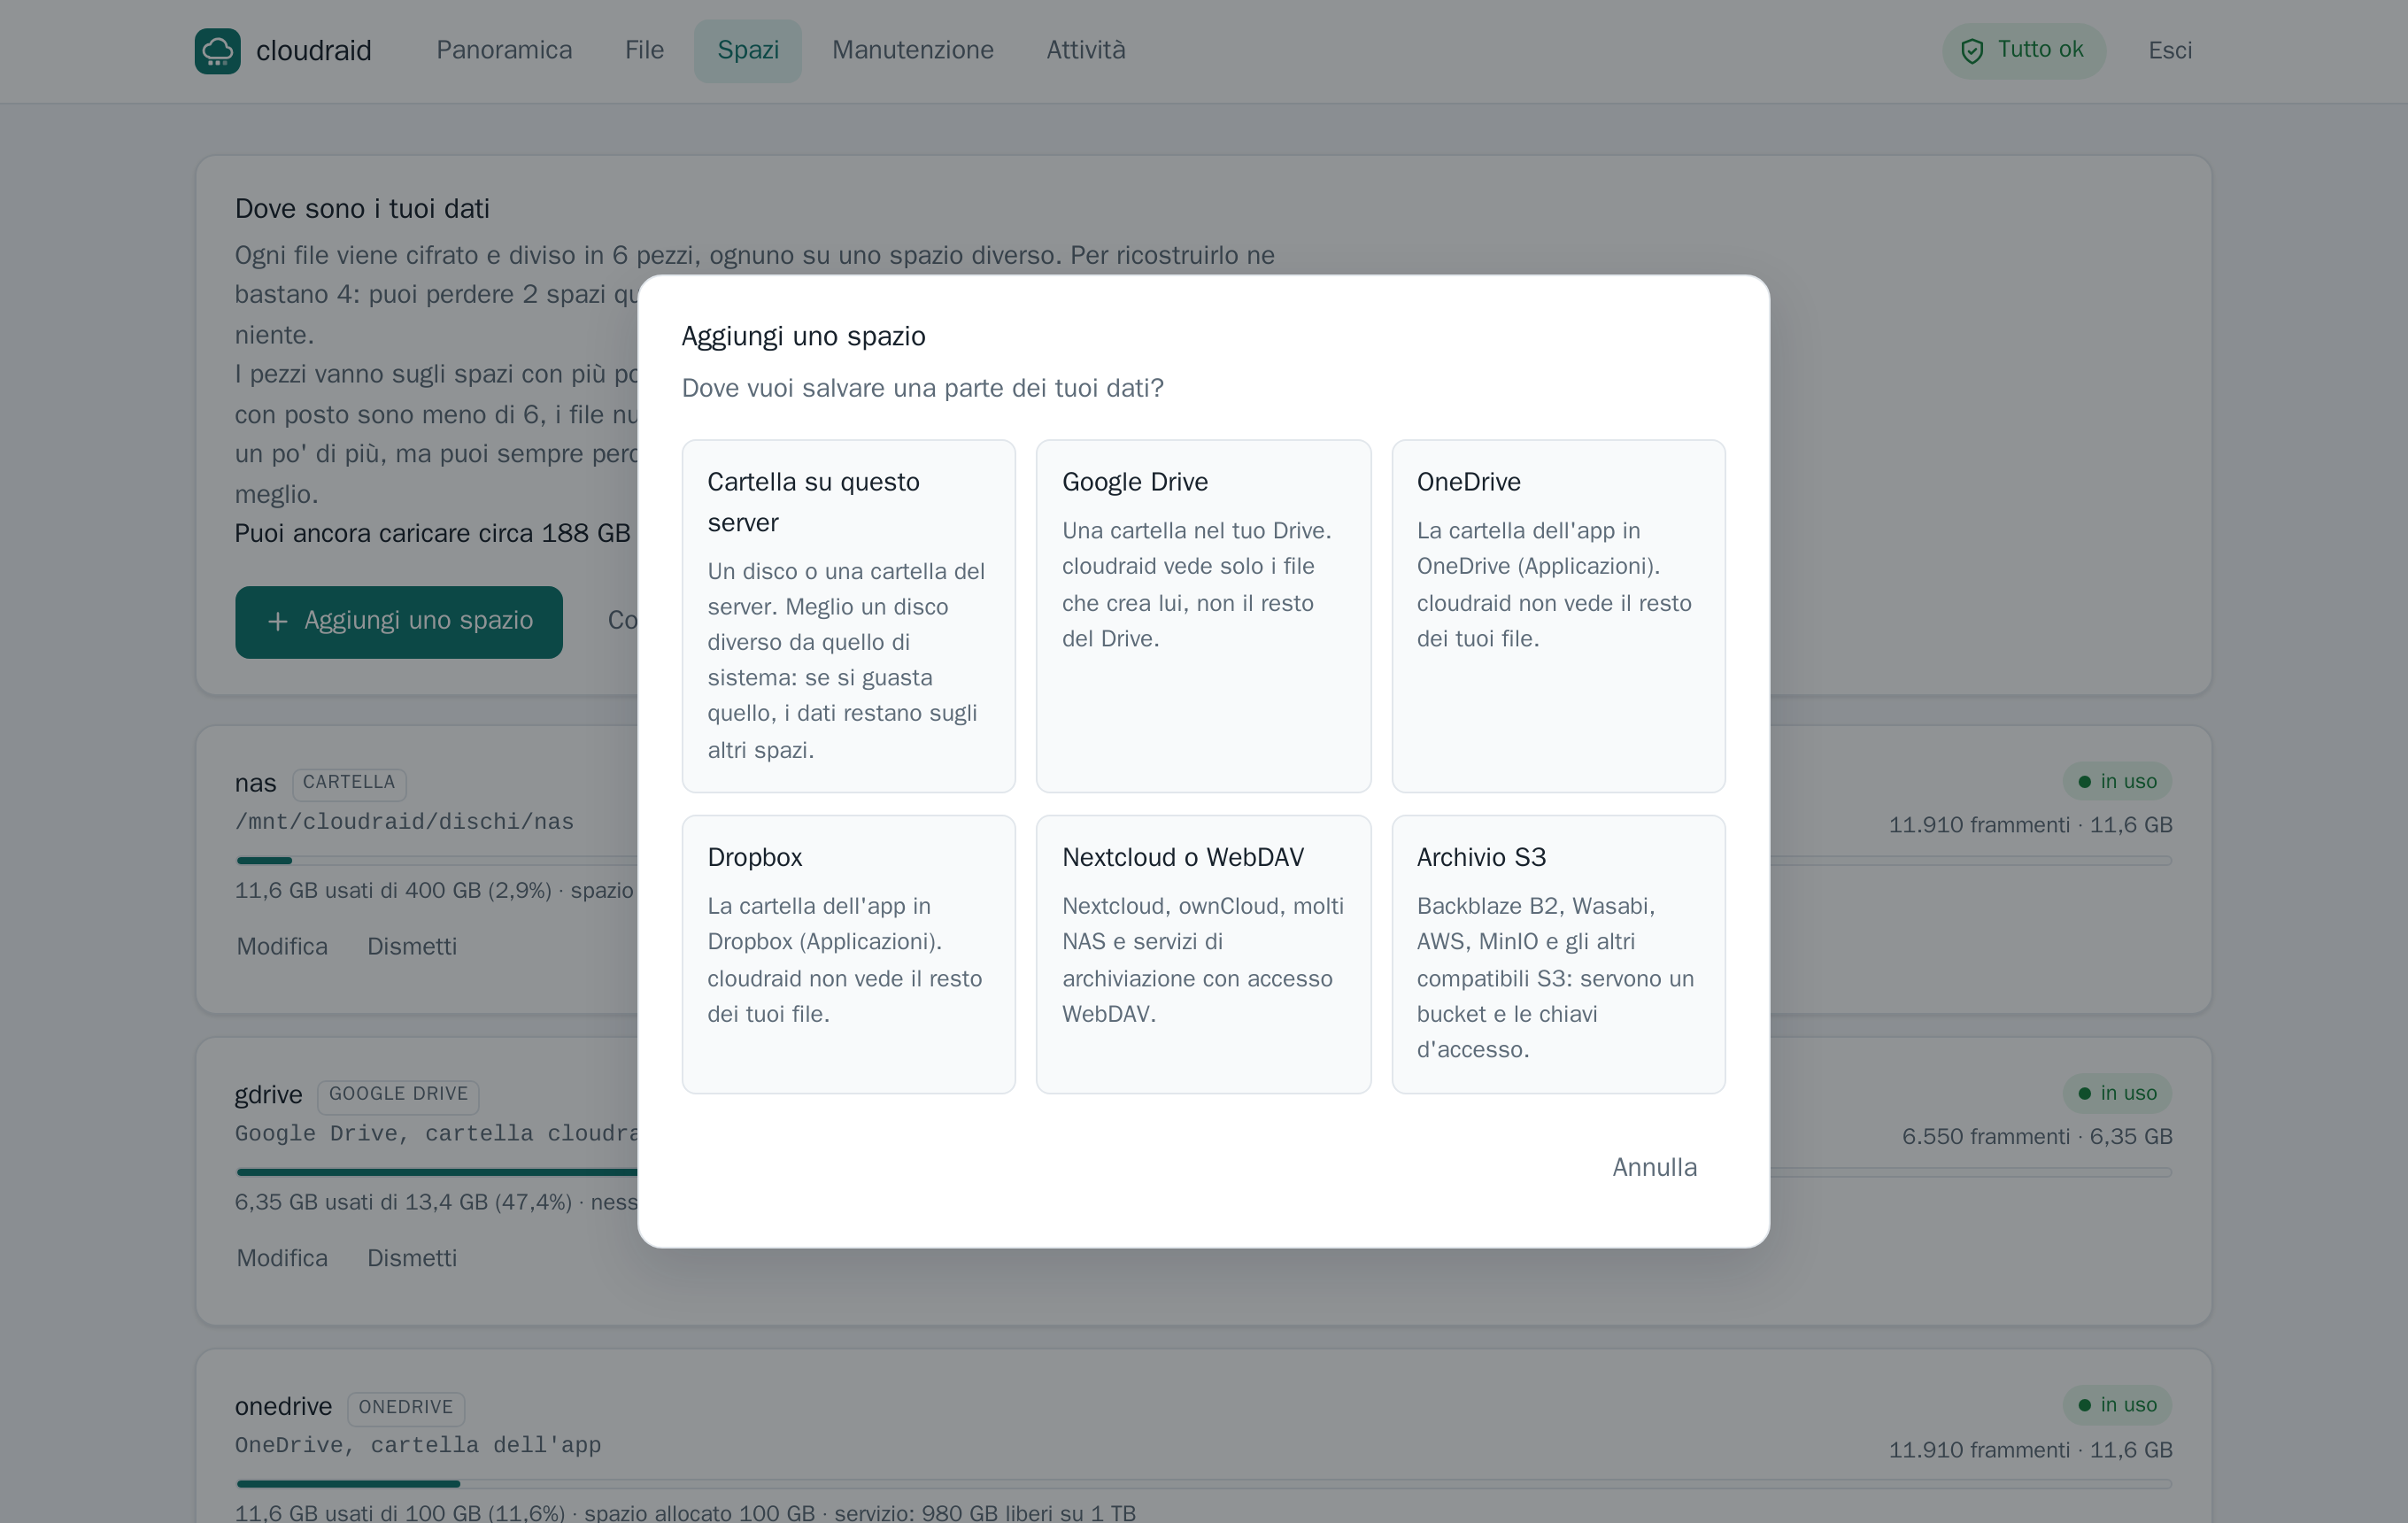 cloudraid
Panoramica
File
Spazi
Manutenzione
Attività
Tutto ok
Esci
Dove sono i tuoi dati
Ogni file viene cifrato e diviso in 6 pezzi, ognuno su uno spazio diverso. Per ricostruirlo ne
bastano 4: puoi perdere 2 spazi
niente.
I pezzi vanno sugli spazi con più
con posto sono meno di 6, i file
un po' di più, ma puoi sempre
meglio.
Puoi ancora caricare circa 188 GB
Aggiungi uno spazio
Aggiungi uno spazio
Dove vuoi salvare una parte dei tuoi dati?
Cartella su questo
server
Un disco o una cartella del
server. Meglio un disco
diverso da quello di
sistema: se si guasta
quello, i dati restano sugli
altri spazi.
Google Drive
Una cartella nel tuo Drive.
cloudraid vede solo i file
che crea lui, non il resto
del Drive.
OneDrive
La cartella dell'app in
OneDrive (Applicazioni).
cloudraid non vede il resto
dei tuoi file.
Dropbox
La cartella dell'app in
Dropbox (Applicazioni).
cloudraid non vede il resto
dei tuoi file.
Nextcloud o WebDAV
Nextcloud, ownCloud, molti
NAS e servizi di
archiviazione con accesso
WebDAV.
Archivio S3
Backblaze B2, Wasabi,
AWS, MinIO e gli altri
compatibili S3: servono un
bucket e le chiavi
d'accesso.
Annulla
nas CARTELLA
in uso
/mnt/cloudraid/dischi/nas
11.910 frammenti · 11,6 GB
11,6 GB usati di 400 GB (2,9%) · spazio
Modifica
Dismetti
gdrive GOOGLE DRIVE
in uso
Google Drive, cartella
6.550 frammenti · 6,35 GB
6,35 GB usati di 13,4 GB (47,4%) ·
Modifica
Dismetti
onedrive ONEDRIVE
in uso
OneDrive, cartella dell'app
11.910 frammenti · 11,6 GB
11,6 GB usati di 100 GB (11,6%) · spazio allocato 100 GB · servizio: 980 GB liberi su 1 TB